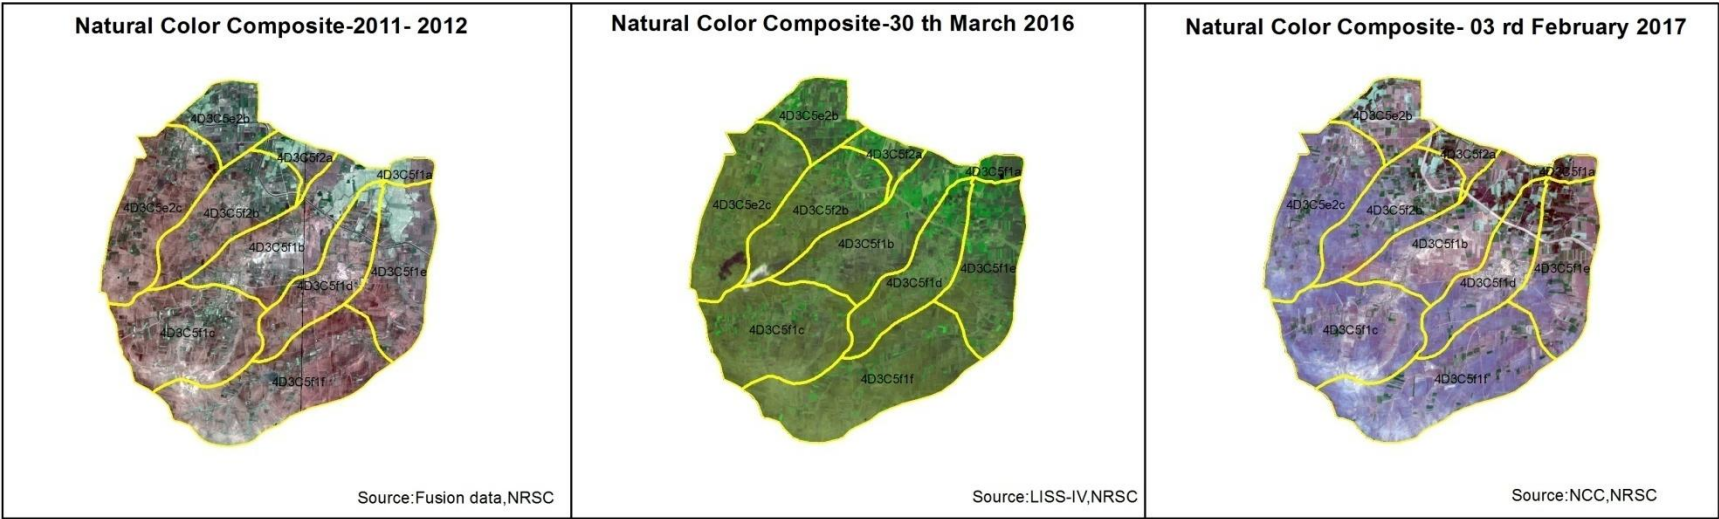 Natural Color Composite-2011- 2012
4D3C5e2b
4D3C5f2a
4D3C5f1a
4D3C5e2c
4D3C5f2b
4D3C5f1b
4D3C5f1e
4D3C5f1d
4D3C5f1c
4D3C5f1f
Source:Fusion data,NRSC
Natural Color Composite-30 th March 2016
4D3C5e2b
4D3C5f2a
4D3C5f1a
4D3C5e2c
4D3C5f2b
4D3C5f1b
4D3C5f1e
4D3C5f1d
4D3C5f1c
4D3C5f1f
Source:LISS-IV,NRSC
Natural Color Composite- 03 rd February 2017
4D3C5e2b
4D3C5f2a
4D3C5f1a
4D3C5e2c
4D3C5f2b
4D3C5f1b
4D3C5f1e
4D3C5f1d
4D3C5f1c
4D3C5f1f
Source:NCC,NRSC